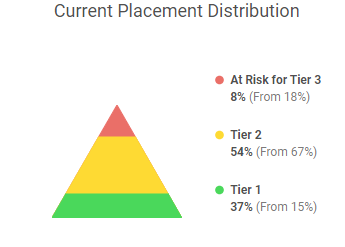 Current Placement Distribution
At Risk for Tier 3
8% (From 18%)
Tier 2
54% (From 67%)
Tier 1
37% (From 15%)